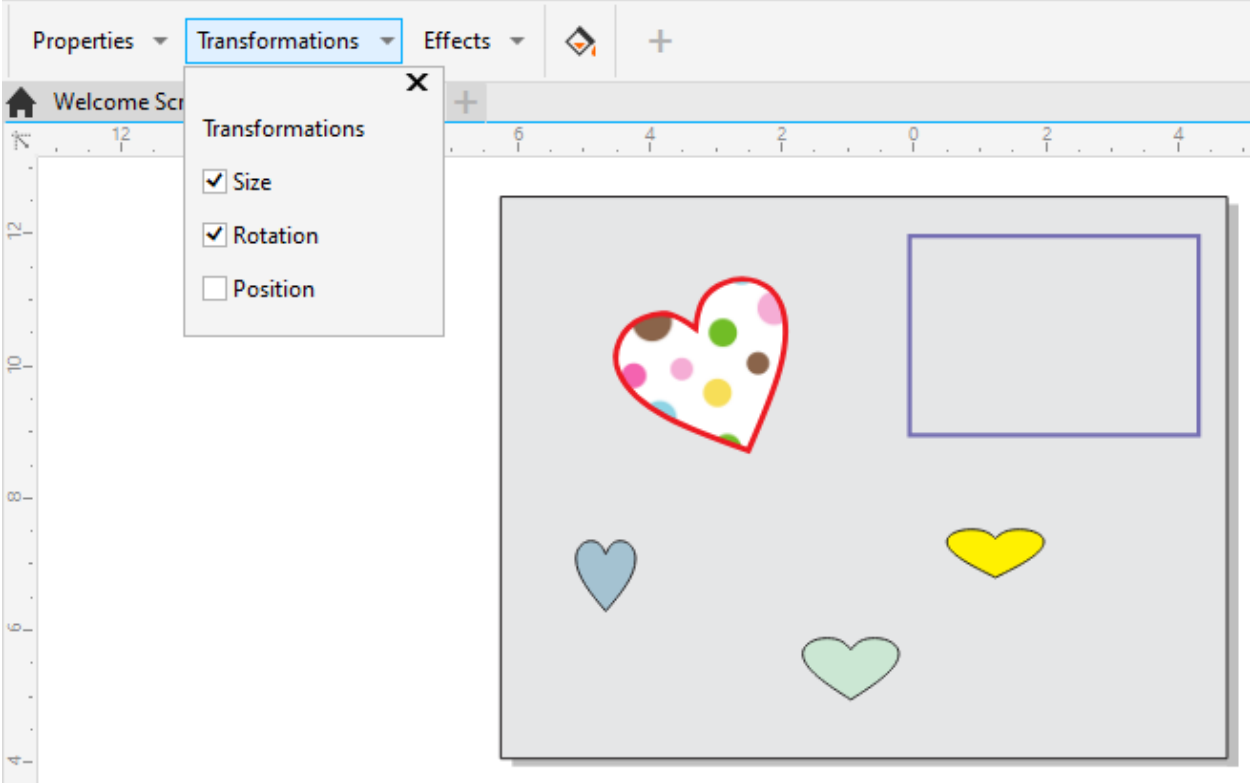 Properties Transformations Effects
Welcome Scr
Transformations
Size
Rotation
Position
12 6 4 2 0 2 4
12
10
8
6
4